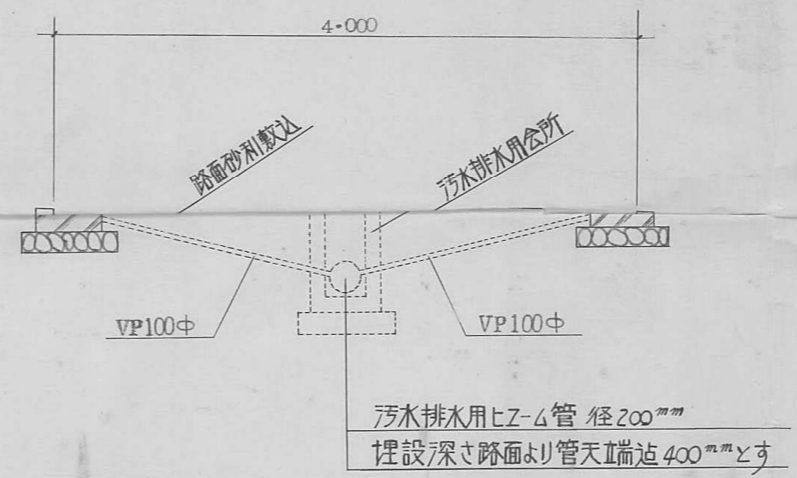 4・000
路面砂利敷込
汚水排水用会所
VP100φ
VP100φ
汚水排水用ヒューム管 径200mm
埋設深さ路面より管天端迠400mmとす